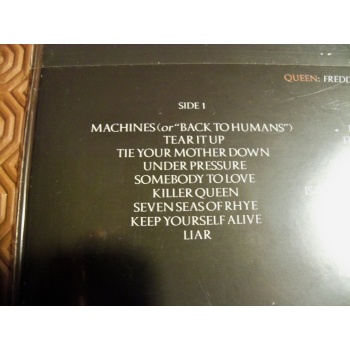 QUEEN: FREDD
SIDE 1
MACHINES (or "BACK TO HUMANS")
TEAR IT UP
TIE YOUR MOTHER DOWN
UNDER PRESSURE
SOMEBODY TO LOVE
KILLER QUEEN
SEVEN SEAS OF RHYE
KEEP YOURSELF ALIVE
LIAR